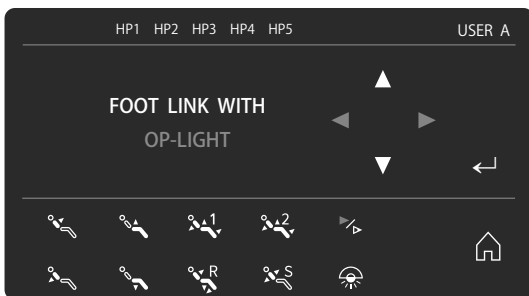 HP1 HP2 HP3 HP4 HP5 USER A
FOOT LINK WITH
OP-LIGHT
1 2
R S